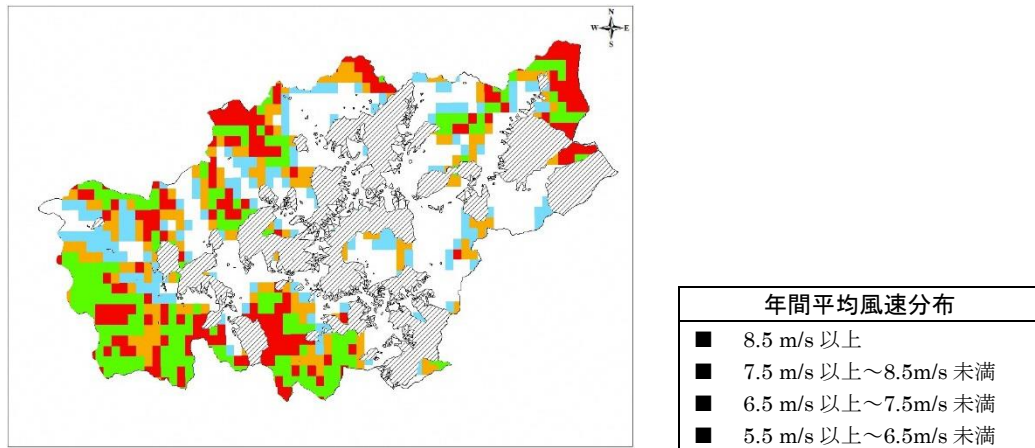 N
W E
S
年間平均風速分布
■ 8.5 m/s 以上
■ 7.5 m/s 以上～8.5m/s 未満
■ 6.5 m/s 以上～7.5m/s 未満
■ 5.5 m/s 以上～6.5m/s 未満